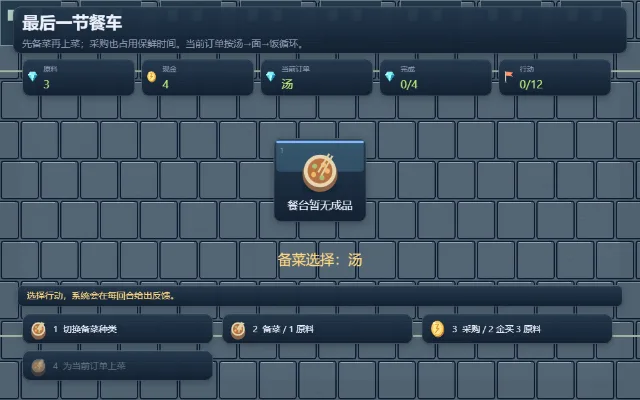 最后一节餐车
先备菜再上菜；采购也占用保鲜时间。当前订单按汤→面→饭循环。
原料
3
现金
4
当前订单
汤
完成
0/4
行动
0/12
1
餐台暂无成品
备菜选择：汤
选择行动，系统会在每回合给出反馈。
1 切换备菜种类
2 备菜 / 1 原料
3 采购 / 2 金买 3 原料
4 为当前订单上菜